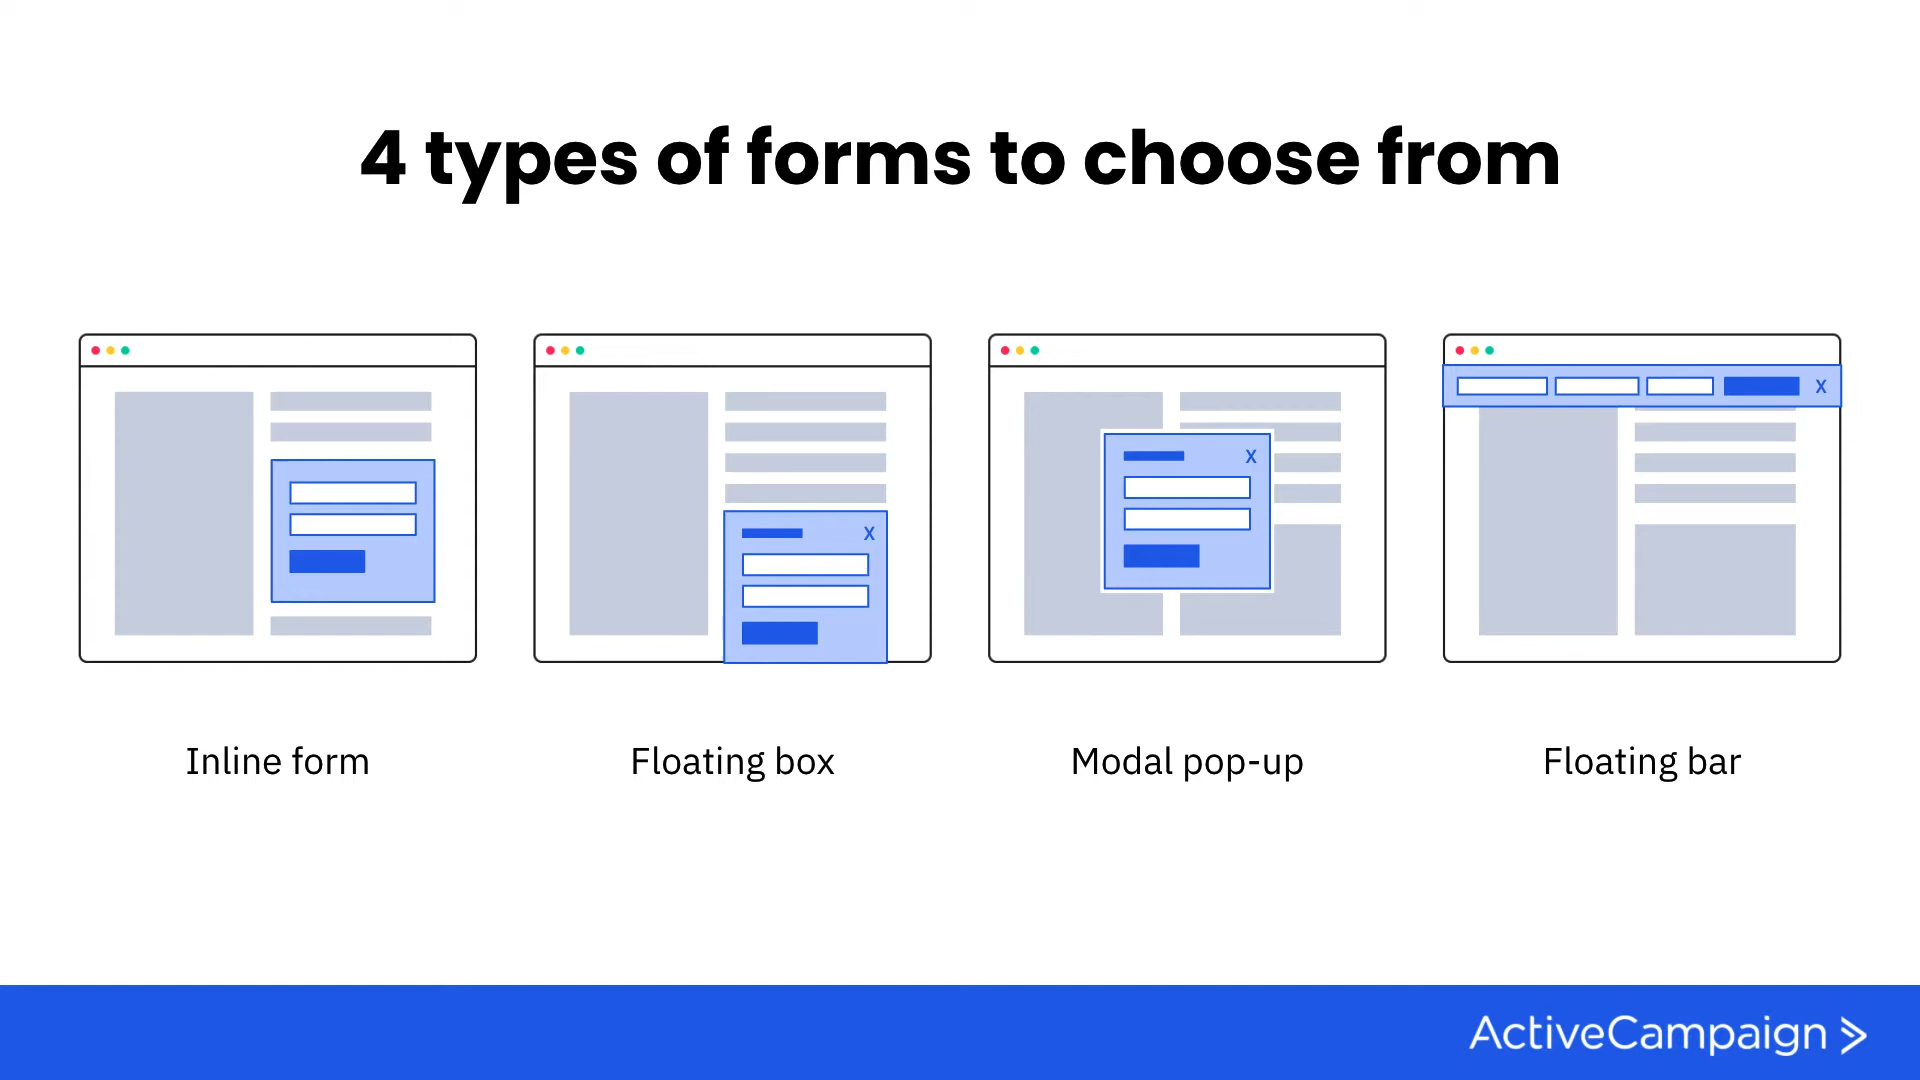 4 types of forms to choose from
X
X
X
Inline form
Floating box
Modal pop-up
Floating bar
ActiveCampaign